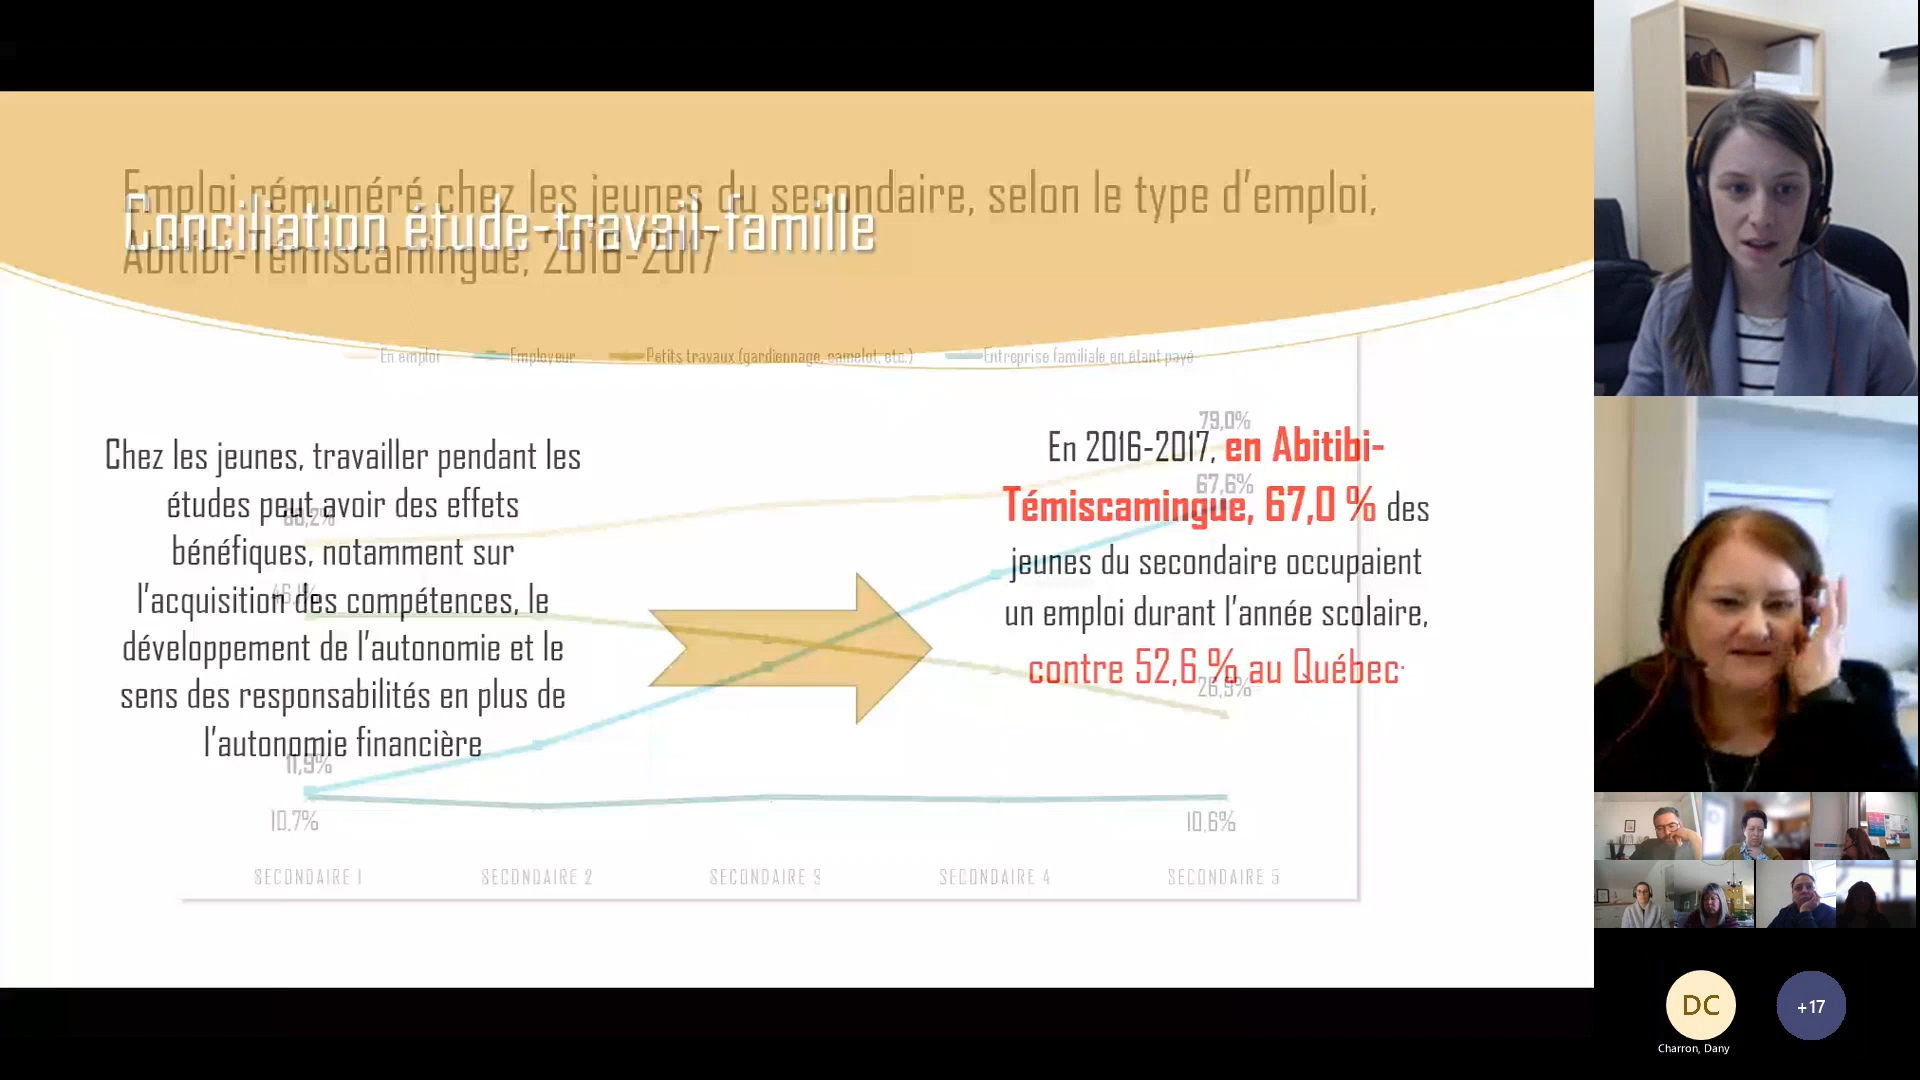 Emploi rémunéré chez les jeunes du secondaire, selon le type d'emploi,
Conciliation étude-travail-famille
Abitibi-Témiscamingue, 2016-2017
En emploi
Employeur
Petits travaux (gardiennage, camelot, etc.)
Entreprise familiale en étant payé
Chez les jeunes, travailler pendant les
études peut avoir des effets
bénéfiques, notamment sur
l'acquisition des compétences, le
développement de l'autonomie et le
sens des responsabilités en plus de
l'autonomie financière
En 2016-2017, en Abitibi-
Témiscamingue, 67,0 % des
jeunes du secondaire occupaient
un emploi durant l'année scolaire,
contre 52,6 % au Québec.
79,0%
67,6%
26,9%
11,9%
10,7%
10,6%
SECONDAIRE 1
SECONDAIRE 2
SECONDAIRE 3
SECONDAIRE 4
SECONDAIRE 5
DC
+17
Charron, Dany